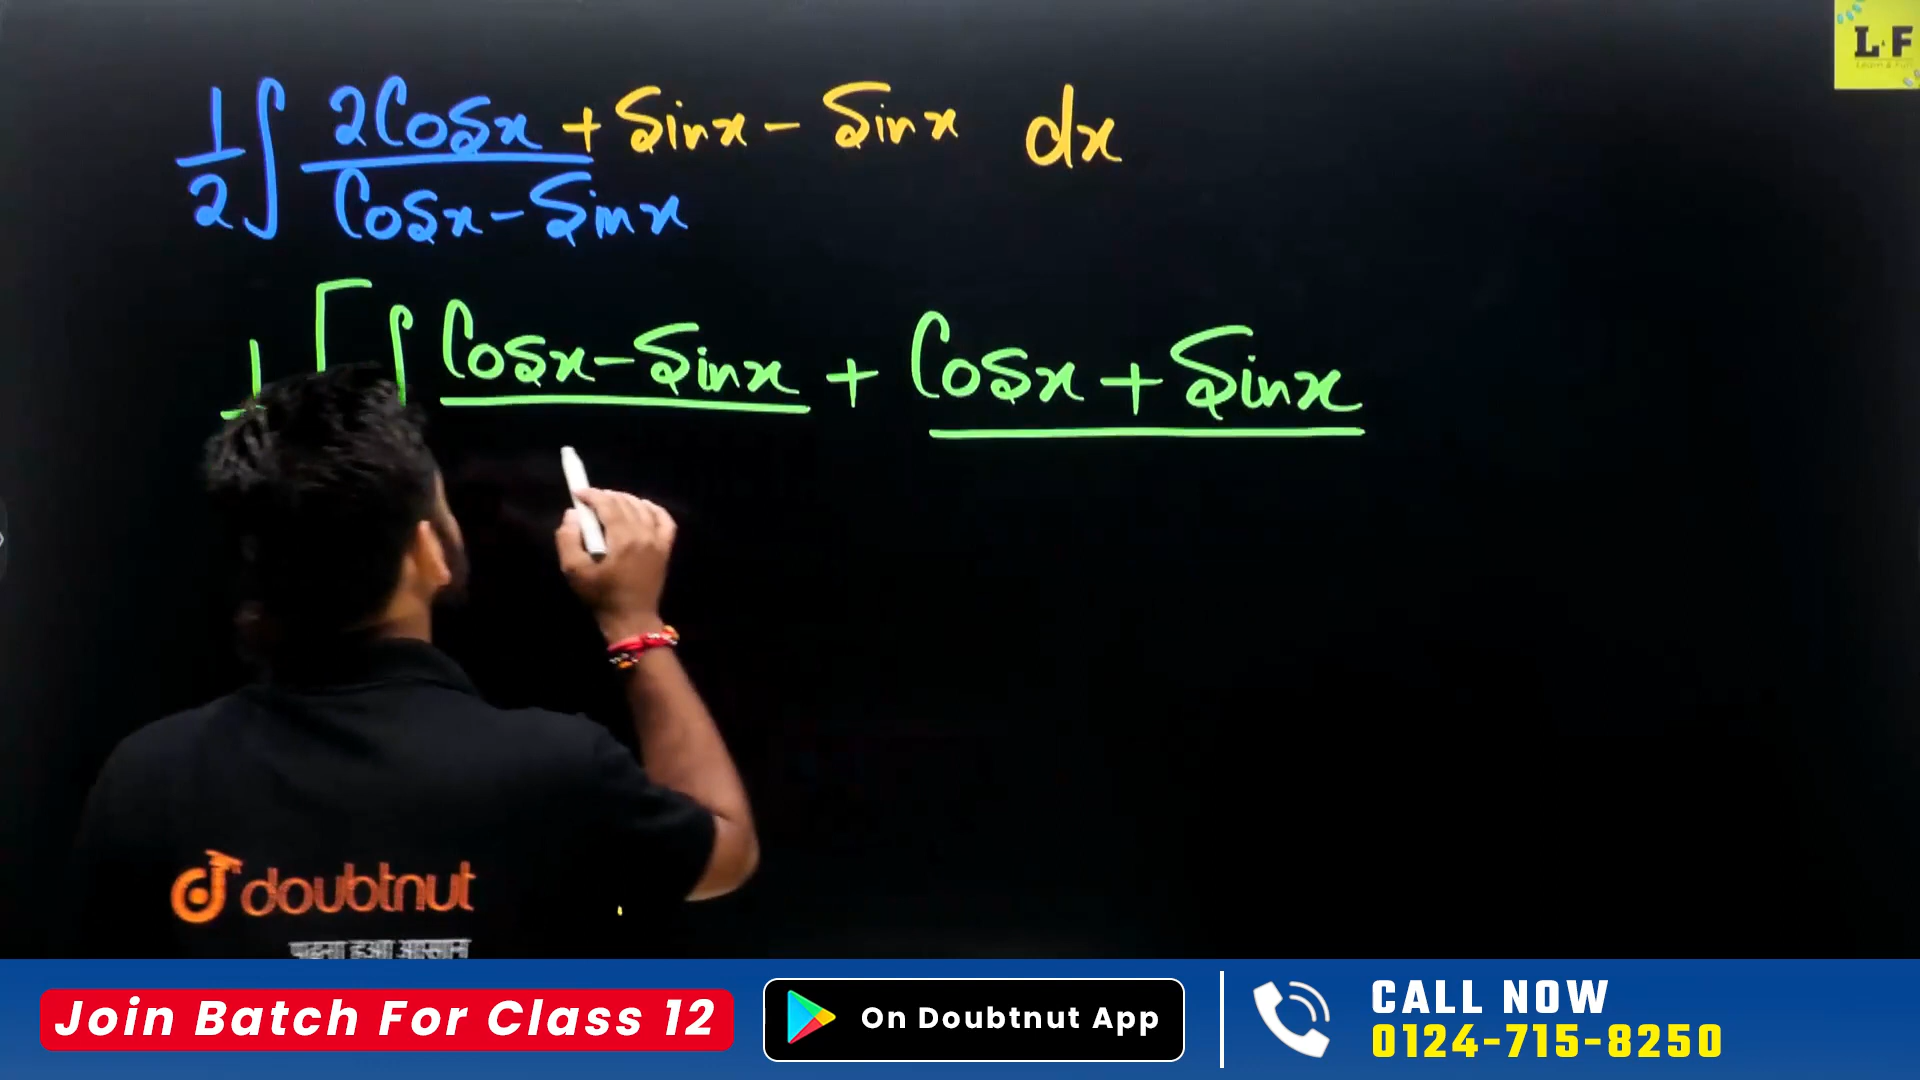 L&F
1/2 ∫ (2Cosx + Sinx - Sinx)/(Cosx - Sinx) dx
1 [ ∫ Cosx - Sinx + Cosx + Sinx
doubtnut
Join Batch For Class 12
On Doubtnut App
CALL NOW
0124-715-8250